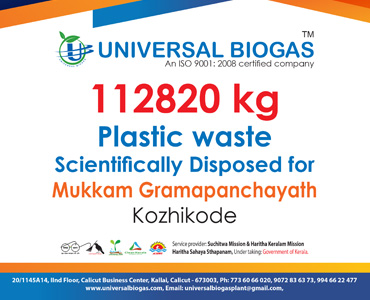 TM
UNIVERSAL BIOGAS
An ISO 9001: 2008 certified company
112820 kg
Plastic waste
Scientifically Disposed for
Mukkam Gramapanchayath
Kozhikode
Service provider: Suchitwa Mission & Haritha Keralam Mission
Haritha Sahaya Sthapanam, Under taking: Government of Kerala.
20/1145A14, IInd Floor, Calicut Business Center, Kallai, Calicut - 673003, Ph: 773 60 66 020, 9072 83 63 73, 994 66 22 477
www.universalbiogas.com, Email: universalbiogasplant@gmail.com